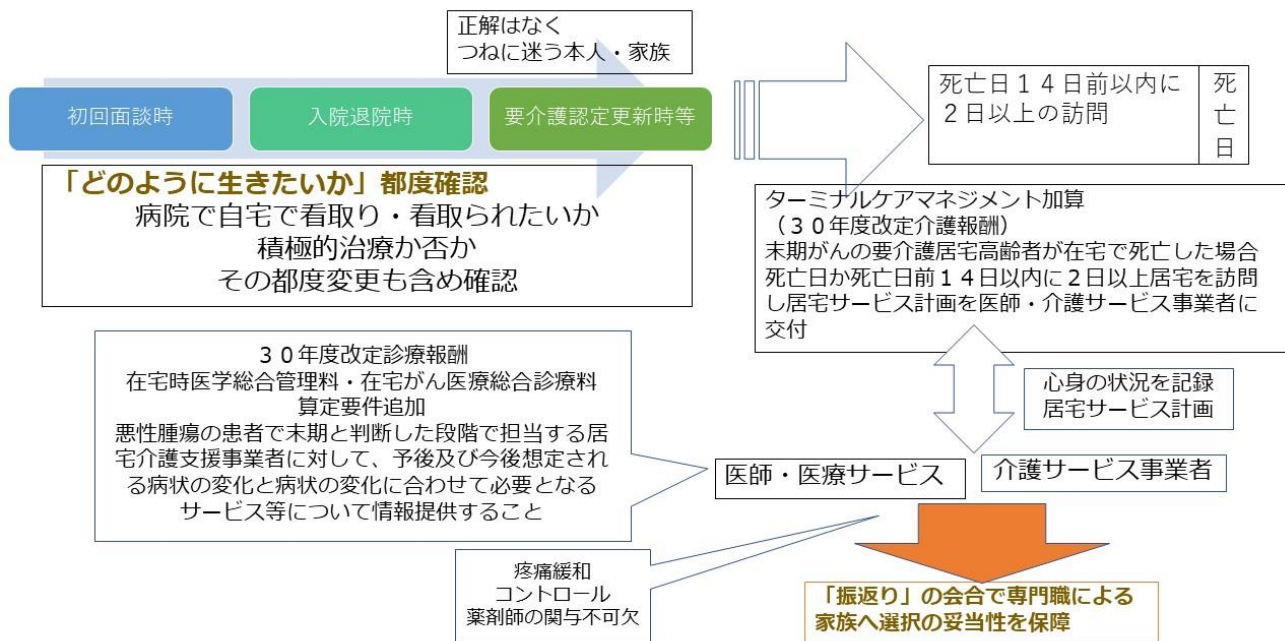 正解はなく
つねに迷う本人・家族
初回面談時
入院退院時
要介護認定更新時等
死亡日１４日前以内に
２日以上の訪問
死亡日
「どのように生きたいか」都度確認
病院で自宅で看取り・看取られたいか
積極的治療か否か
その都度変更も含め確認
ターミナルケアマネジメント加算
（３０年度改定介護報酬）
末期がんの要介護居宅高齢者が在宅で死亡した場合
死亡日か死亡日前１４日以内に２日以上居宅を訪問
し居宅サービス計画を医師・介護サービス事業者に
交付
３０年度改定診療報酬
在宅時医学総合管理料・在宅がん医療総合診療料
算定要件追加
悪性腫瘍の患者で末期と判断した段階で担当する居
宅介護支援事業者に対して、予後及び今後想定され
る病状の変化と病状の変化に合わせて必要となる
サービス等について情報提供すること
心身の状況を記録
居宅サービス計画
医師・医療サービス
介護サービス事業者
疼痛緩和
コントロール
薬剤師の関与不可欠
「振返り」の会合で専門職による
家族へ選択の妥当性を保障